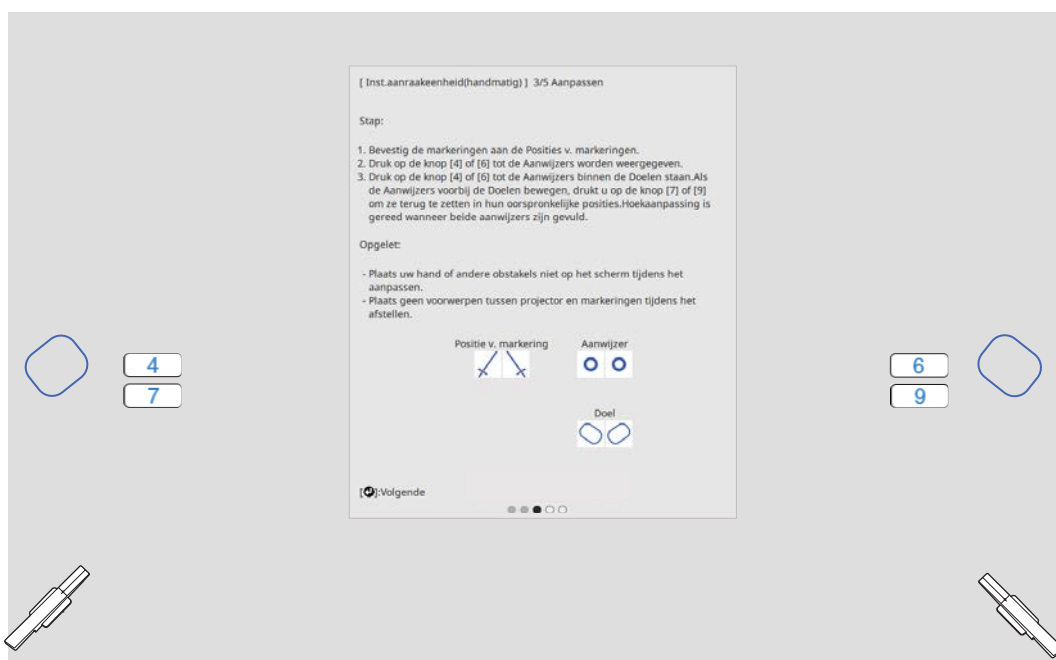 [ Inst.aanraakeenheid(handmatig) ] 3/5 Aanpassen
Stap:
1. Bevestig de markeringen aan de Posities v. markeringen.
2. Druk op de knop [4] of [6] tot de Aanwijzers worden weergegeven.
3. Druk op de knop [4] of [6] tot de Aanwijzers binnen de Doelen staan.Als
de Aanwijzers voorbij de Doelen bewegen, drukt u op de knop [7] of [9]
om ze terug te zetten in hun oorspronkelijke posities.Hoekaanpassing is
gereed wanneer beide aanwijzers zijn gevuld.
Opgelet:
- Plaats uw hand of andere obstakels niet op het scherm tijdens het
aanpassen.
- Plaats geen voorwerpen tussen projector en markeringen tijdens het
afstellen.
Positie v. markering Aanwijzer
4 6
7 9
Doel
[ ]:Volgende